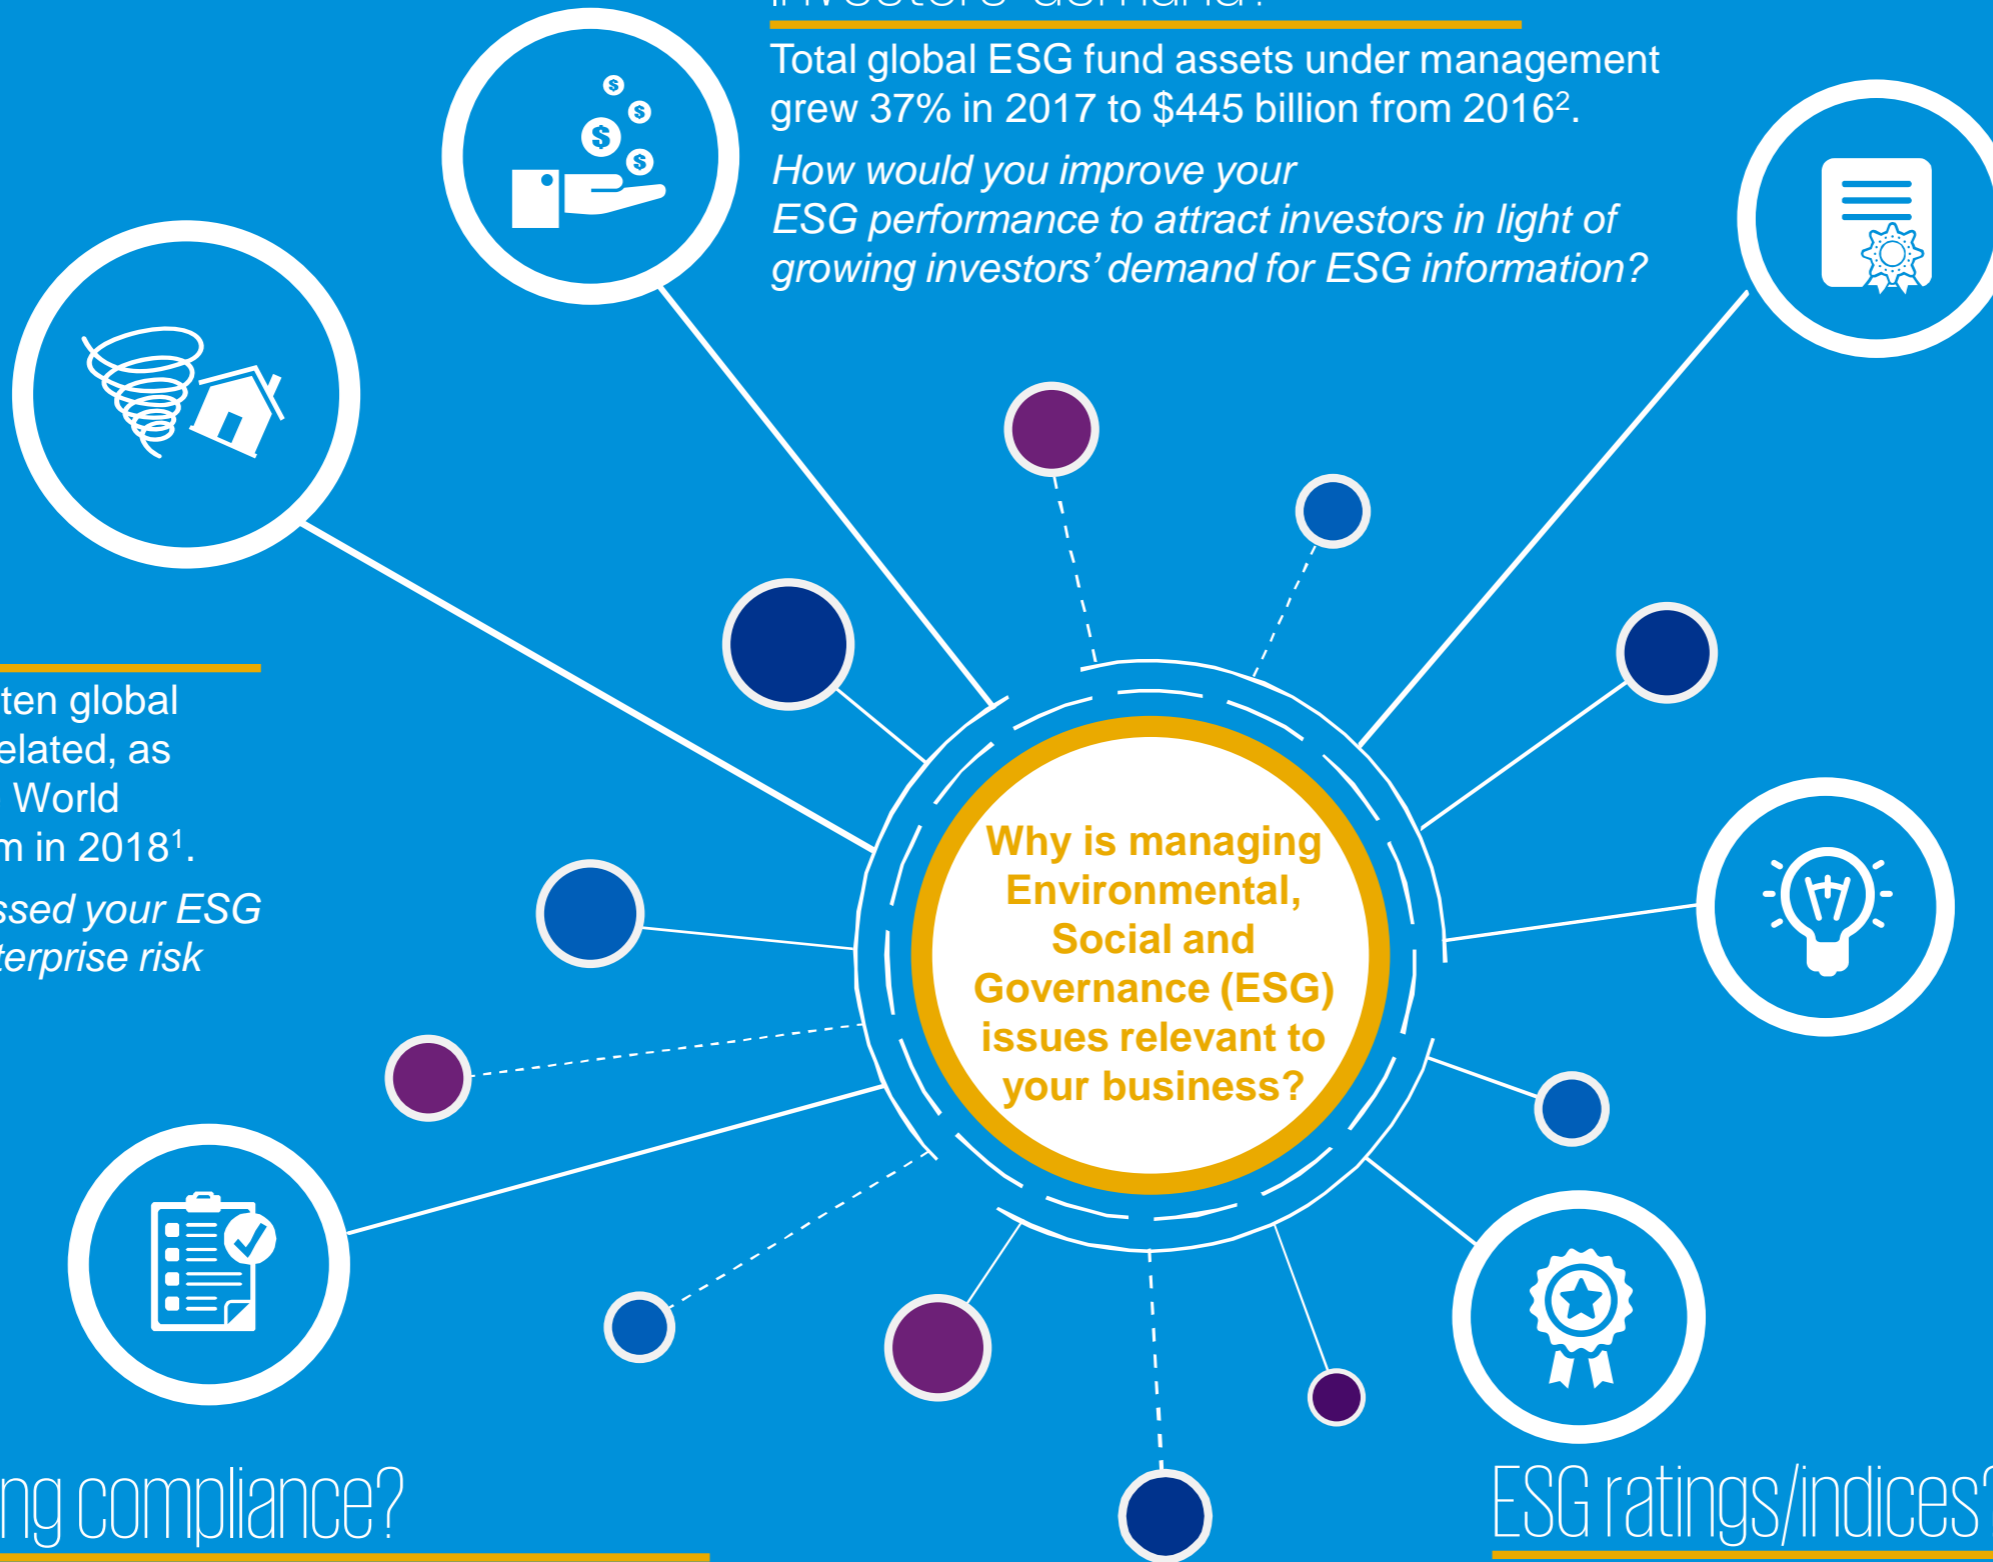 investors' demand?
Total global ESG fund assets under management
grew 37% in 2017 to $445 billion from 2016².
How would you improve your
ESG performance to attract investors in light of
growing investors' demand for ESG information?
ten global
elated, as
World
m in 2018¹.
ssed your ESG
terprise risk
Why is managing
Environmental,
Social and
Governance (ESG)
issues relevant to
your business?
ng compliance?
ESG ratings/indices?